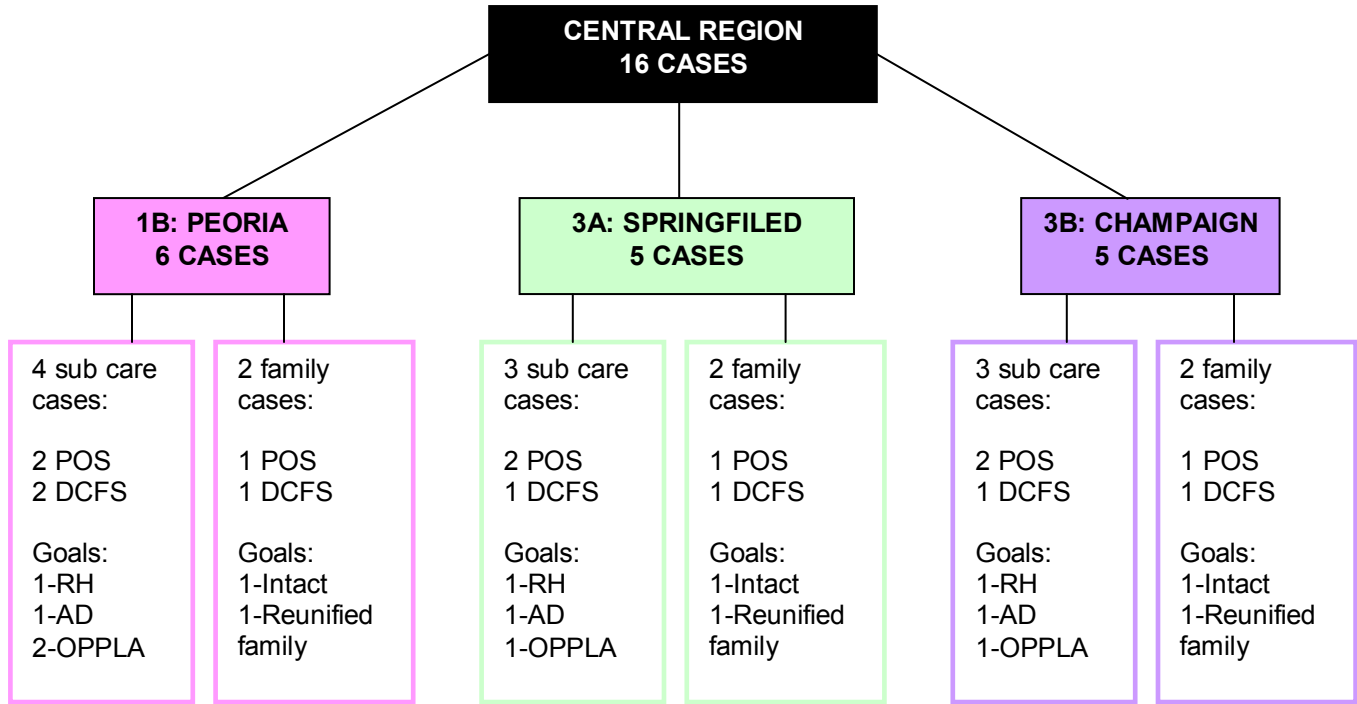 CENTRAL REGION
16 CASES
1B: PEORIA
6 CASES
3A: SPRINGFILED
5 CASES
3B: CHAMPAIGN
5 CASES
4 sub care
cases:
2 POS
2 DCFS
Goals:
1-RH
1-AD
2-OPPLA
2 family
cases:
1 POS
1 DCFS
Goals:
1-Intact
1-Reunified
family
3 sub care
cases:
2 POS
1 DCFS
Goals:
1-RH
1-AD
1-OPPLA
2 family
cases:
1 POS
1 DCFS
Goals:
1-Intact
1-Reunified
family
3 sub care
cases:
2 POS
1 DCFS
Goals:
1-RH
1-AD
1-OPPLA
2 family
cases:
1 POS
1 DCFS
Goals:
1-Intact
1-Reunified
family